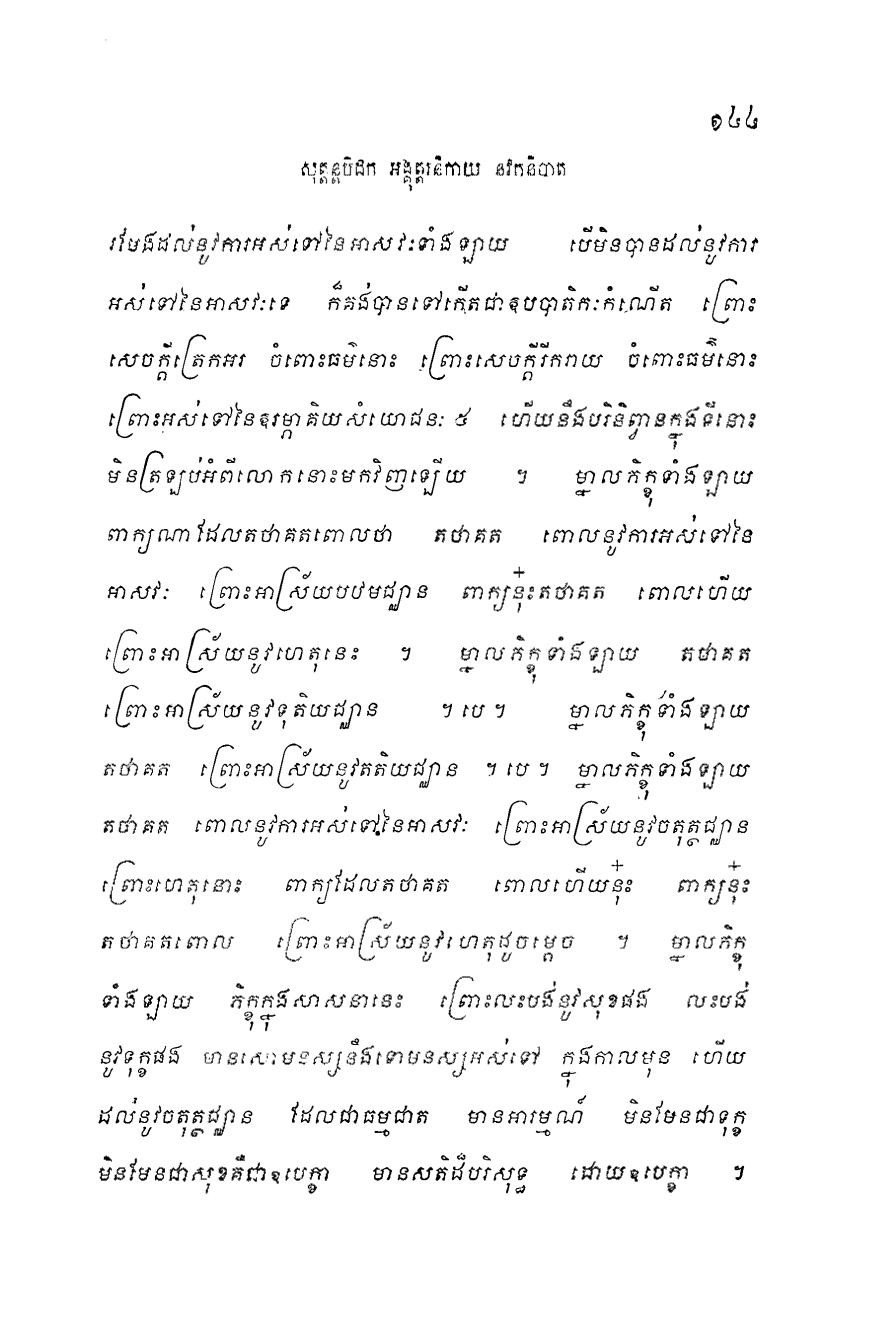 ១៤៤
សុត្តន្តបិដក អង្គុត្តរនិកាយ នវកនិបាត
រមែងដល់នូវការអស់ទៅនៃអាសវៈទាំងឡាយ បើមិនបានដល់នូវការ
អស់ទៅនៃអាសវៈទេ ក៏គង់បានទៅកើតជាឧបបាតិកៈកំណើត ព្រោះ
សេចក្តីត្រេកអរ ចំពោះធម៌នោះ ព្រោះសេចក្តីរីករាយ ចំពោះធម៌នោះ
ព្រោះអស់ទៅនៃឧរម្ភាគិយសំយោជនៈ ៥ ហើយនឹងបរិនិព្វានក្នុងទីនោះ
មិនត្រឡប់អំពីលោកនោះមកវិញឡើយ ។ ម្នាលភិក្ខុទាំងឡាយ
ពាក្យណាដែលតថាគតពោលថា តថាគត ពោលនូវការអស់ទៅនៃ
អាសវៈ ព្រោះអាស្រ័យបឋមជ្ឈាន ពាក្យនុ៎ះតថាគត ពោលហើយ
ព្រោះអាស្រ័យនូវហេតុនេះ ។ ម្នាលភិក្ខុទាំងឡាយ តថាគត
ព្រោះអាស្រ័យនូវទុតិយជ្ឈាន ។ បេ ។ ម្នាលភិក្ខុទាំងឡាយ
តថាគត ព្រោះអាស្រ័យនូវតតិយជ្ឈាន ។ បេ ។ ម្នាលភិក្ខុទាំងឡាយ
តថាគត ពោលនូវការអស់ទៅនៃអាសវៈ ព្រោះអាស្រ័យនូវចតុត្ថជ្ឈាន
ព្រោះហេតុនោះ ពាក្យដែលតថាគត ពោលហើយនុ៎ះ ពាក្យនុ៎ះ
តថាគតពោល ព្រោះអាស្រ័យនូវហេតុដូចម្តេច ។ ម្នាលភិក្ខុ
ទាំងឡាយ ភិក្ខុក្នុងសាសនានេះ ព្រោះលះបង់នូវសុខផង លះបង់
នូវទុក្ខផង មានសោមនស្សនឹងទោមនស្សអស់ទៅ ក្នុងកាលមុន ហើយ
ដល់នូវចតុត្ថជ្ឈាន ដែលជាធម្មជាត មានអារម្មណ៍ មិនមែនជាទុក្ខ
មិនមែនជាសុខគឺជាឧបេក្ខា មានសតិដ៏បរិសុទ្ធ ដោយឧបេក្ខា ។